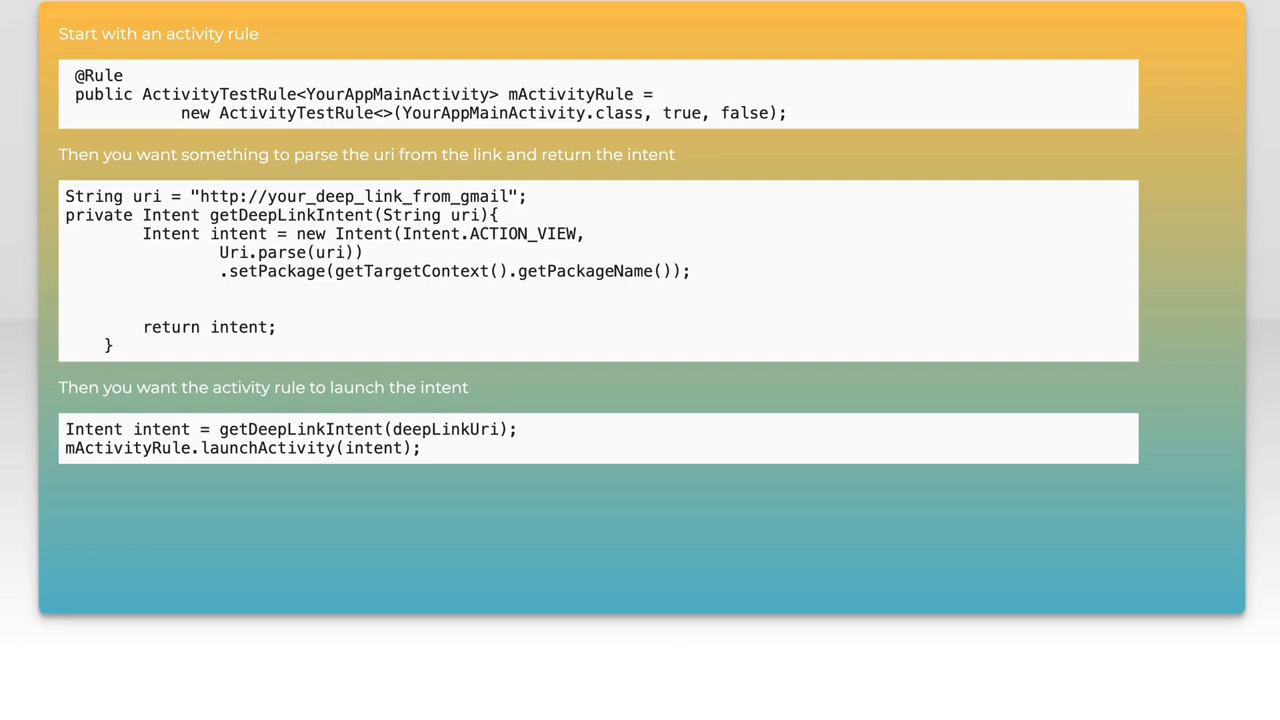 Start with an activity rule
@Rule
public ActivityTestRule<YourAppMainActivity> mActivityRule =
new ActivityTestRule<>(YourAppMainActivity.class, true, false);
Then you want something to parse the uri from the link and return the intent
String uri = "http://your_deep_link_from_gmail";
private Intent getDeepLinkIntent(String uri){
Intent intent = new Intent(Intent.ACTION_VIEW,
Uri.parse(uri))
.setPackage(getTargetContext().getPackageName());
return intent;
}
Then you want the activity rule to launch the intent
Intent intent = getDeepLinkIntent(deepLinkUri);
mActivityRule.launchActivity(intent);